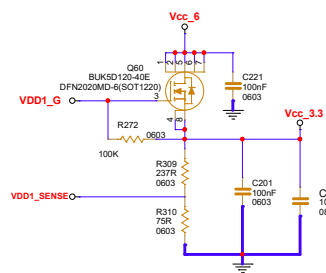 Vcc_6
1 2 5 6 7
Q60
BUK5D120-40E
DFN2020MD-6(SOT1220)
C221
100nF
0603
VDD1_G
3
4 8
Vcc_3.3
R272
0603
100K
R309
237R
0603
C201
100nF
0603
VDD1_SENSE
R310
75R
0603